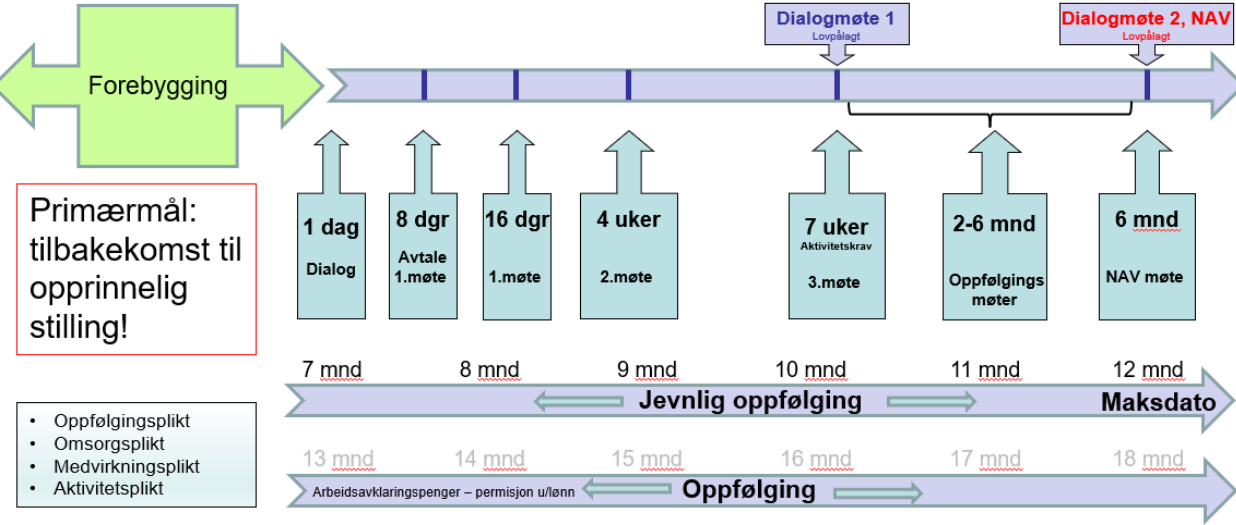 Dialogmøte 1
Lovpålagt
Dialogmøte 2, NAV
Lovpålagt
Forebygging
Primærmål:
tilbakekomst til
opprinnelig
stilling!
1 dag
Dialog
8 dgr
Avtale
1.møte
16 dgr
1.møte
4 uker
2.møte
7 uker
Aktivitetskrav
3.møte
2-6 mnd
Oppfølgings
møter
6 mnd
NAV møte
7 mnd 8 mnd 9 mnd 10 mnd 11 mnd 12 mnd
Jevnlig oppfølging Maksdato
• Oppfølgingsplikt
• Omsorgsplikt
• Medvirkningsplikt
• Aktivitetsplikt
13 mnd 14 mnd 15 mnd 16 mnd 17 mnd 18 mnd
Arbeidsavklaringspenger – permisjon u/lønn Oppfølging